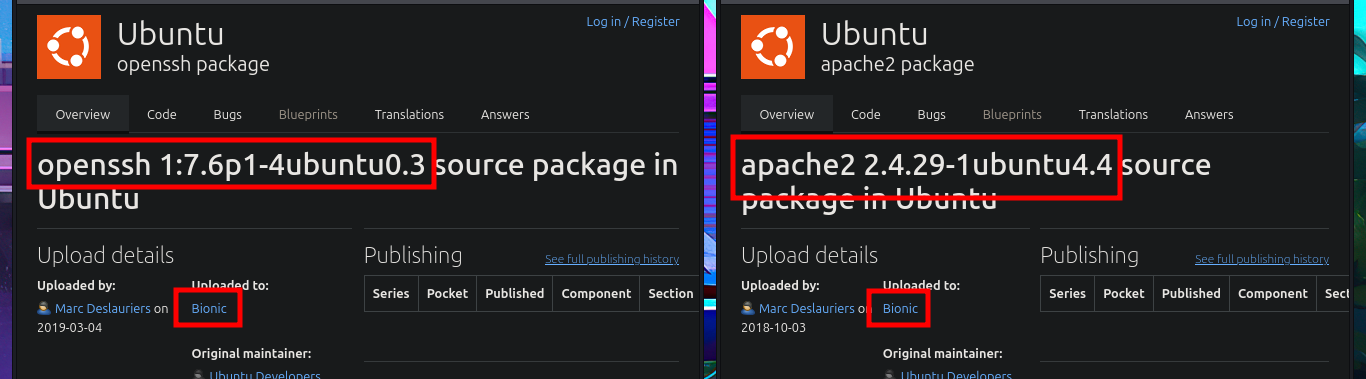 Ubuntu
openssh package
Log in / Register
Overview Code Bugs Blueprints Translations Answers
openssh 1:7.6p1-4ubuntu0.3 source package in
Ubuntu
Upload details
Uploaded by:
Marc Deslauriers on
2019-03-04
Uploaded to:
Bionic
Original maintainer:
Ubuntu Developers
Publishing
See full publishing history
Series Pocket Published Component Section
Ubuntu
apache2 package
Log in / Register
Overview Code Bugs Blueprints Translations Answers
apache2 2.4.29-1ubuntu4.4 source
package in Ubuntu
Upload details
Uploaded by:
Marc Deslauriers on
2018-10-03
Uploaded to:
Bionic
Original maintainer:
Ubuntu Developers
Publishing
See full publishing history
Series Pocket Published Component Secti